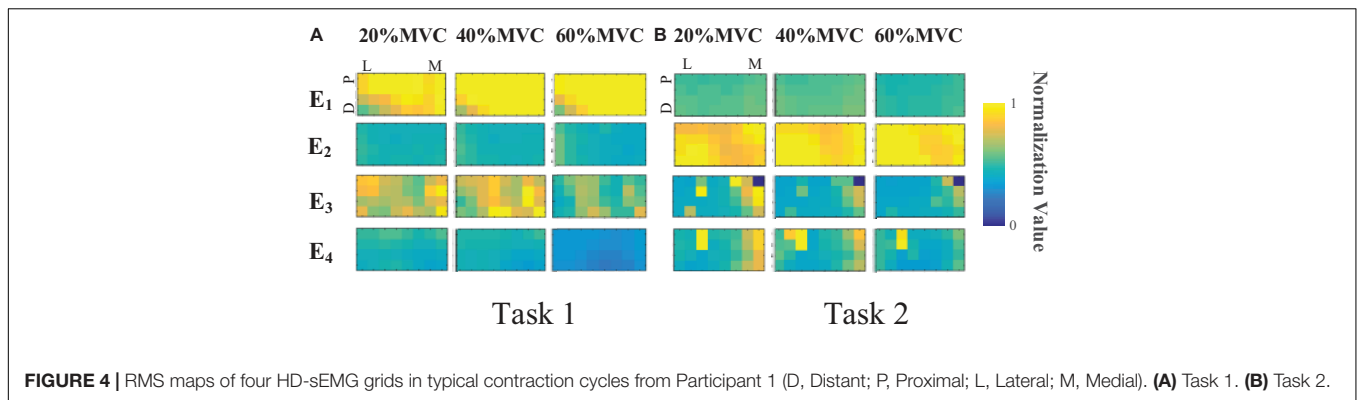 A 20%MVC 40%MVC 60%MVC B 20%MVC 40%MVC 60%MVC
L M L M
P
D
P
D
E1
E2
E3
E4
1
0
Normalization Value
Task 1 Task 2
FIGURE 4 | RMS maps of four HD-sEMG grids in typical contraction cycles from Participant 1 (D, Distant; P, Proximal; L, Lateral; M, Medial). (A) Task 1. (B) Task 2.